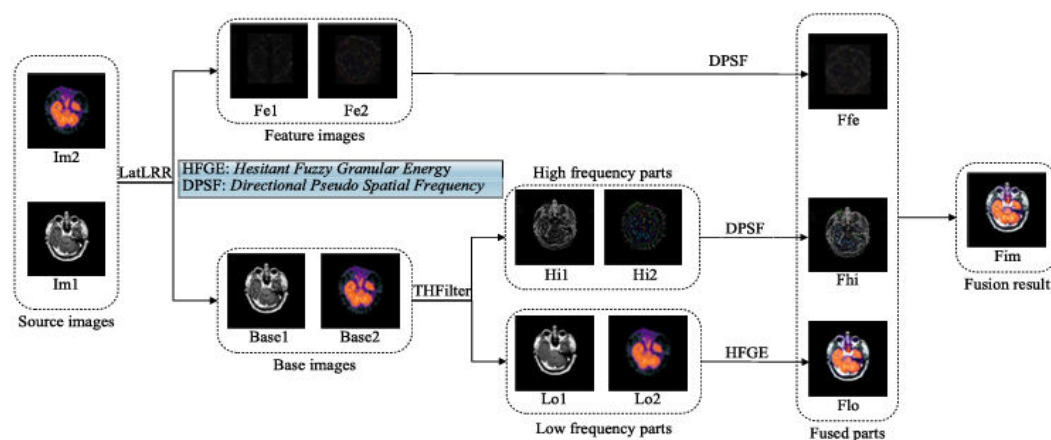 Im2
Im1
Source images
LatLRR
Fe1
Fe2
Feature images
HFGE: Hesitant Fuzzy Granular Energy
DPSF: Directional Pseudo Spatial Frequency
Base1
Base2
Base images
THFilter
High frequency parts
Hi1
Hi2
Lo1
Lo2
Low frequency parts
DPSF
DPSF
HFGE
Ffe
Fhi
Flo
Fused parts
Fim
Fusion result